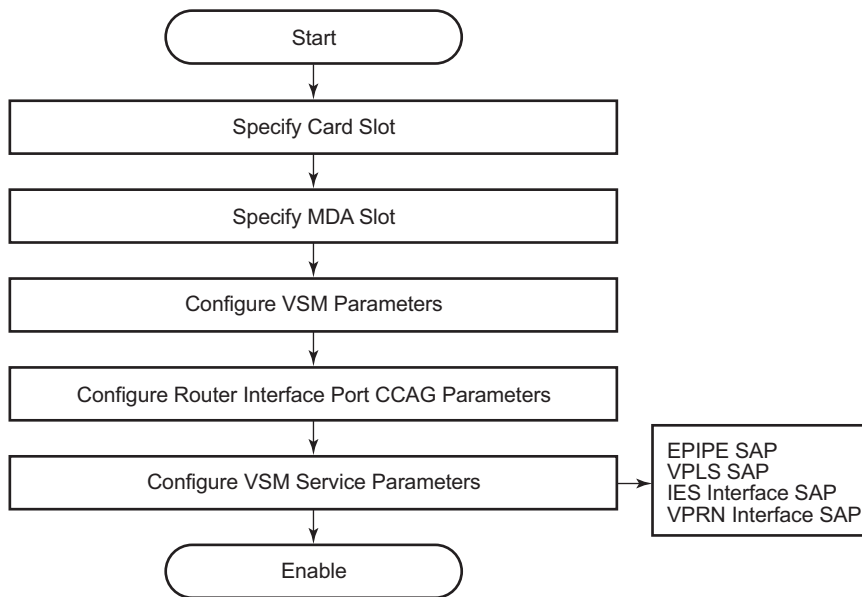 Start
Specify Card Slot
Specify MDA Slot
Configure VSM Parameters
Configure Router Interface Port CCAG Parameters
Configure VSM Service Parameters
EPIPE SAP
VPLS SAP
IES Interface SAP
VPRN Interface SAP
Enable